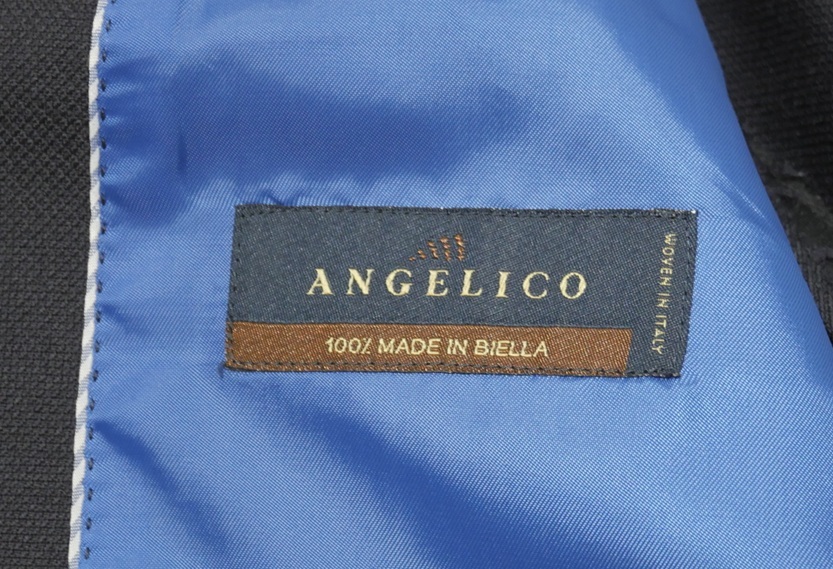 ANGELICO
100% MADE IN BIELLA
WOVEN IN ITALY